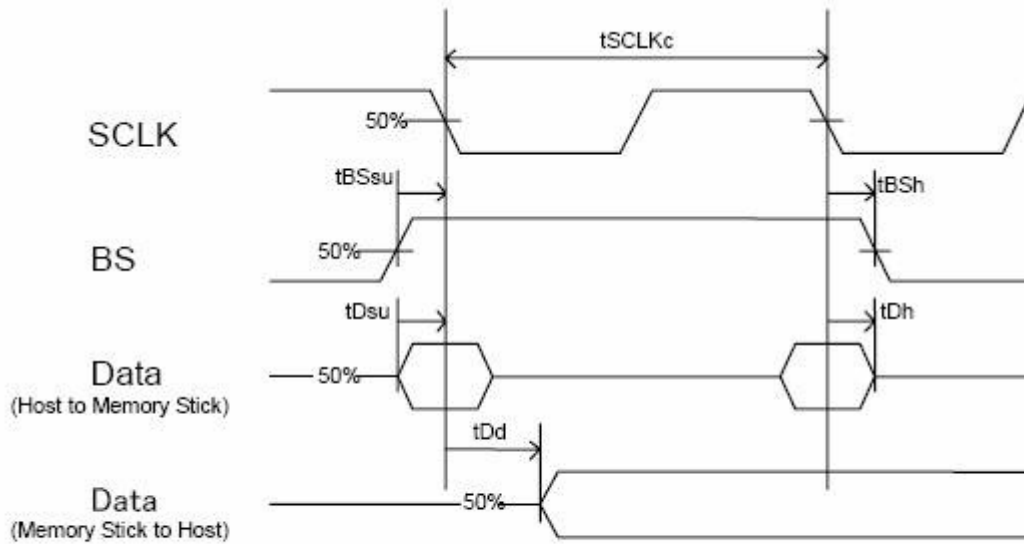 tSCLKc
SCLK
50%
tBSsu
tBSh
BS
50%
tDsu
tDh
Data
50%
(Host to Memory Stick)
tDd
Data
50%
(Memory Stick to Host)